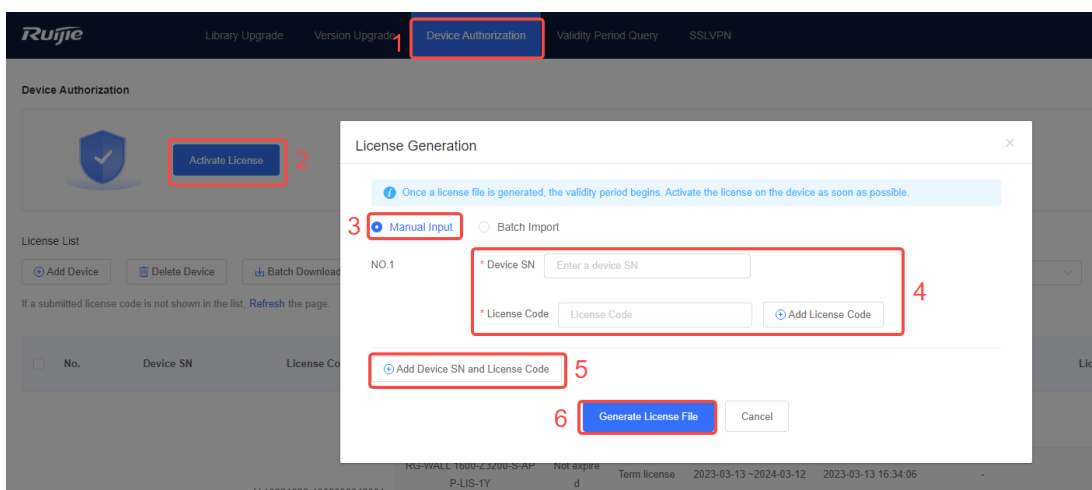 Ruijie Library Upgrade Version Upgrade 1 Device Authorization Validity Period Query SSLVPN
Device Authorization
Activate License 2
License Generation
Once a license file is generated, the validity period begins. Activate the license on the device as soon as possible.
3 Manual Input Batch Import
License List
NO.1 * Device SN Enter a device SN
Add Device Delete Device Batch Download
4
If a submitted license code is not shown in the list, Refresh the page.
* License Code License Code Add License Code
No. Device SN License Co Lic
Add Device SN and License Code 5
6 Generate License File Cancel
RG-WALL 1600-Z3200-S-AP Not expire
Term license 2023-03-13 ~2024-03-12 2023-03-13 16:34:06 -
P-LIS-1Y d